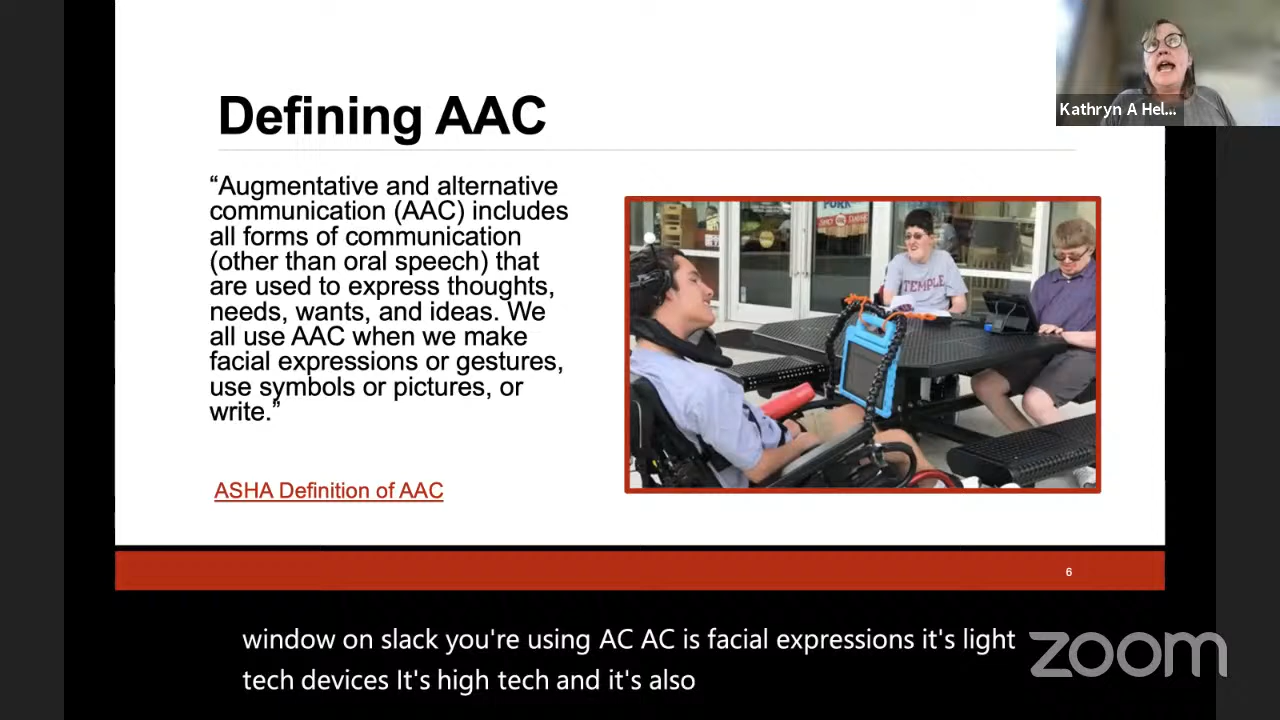 Defining AAC
Kathryn A Hel...
“Augmentative and alternative
communication (AAC) includes
all forms of communication
(other than oral speech) that
are used to express thoughts,
needs, wants, and ideas. We
all use AAC when we make
facial expressions or gestures,
use symbols or pictures, or
write.”
ASHA Definition of AAC
TEMPLE
6
window on slack you're using AC AC is facial expressions it's light
tech devices It's high tech and it's also
zoom